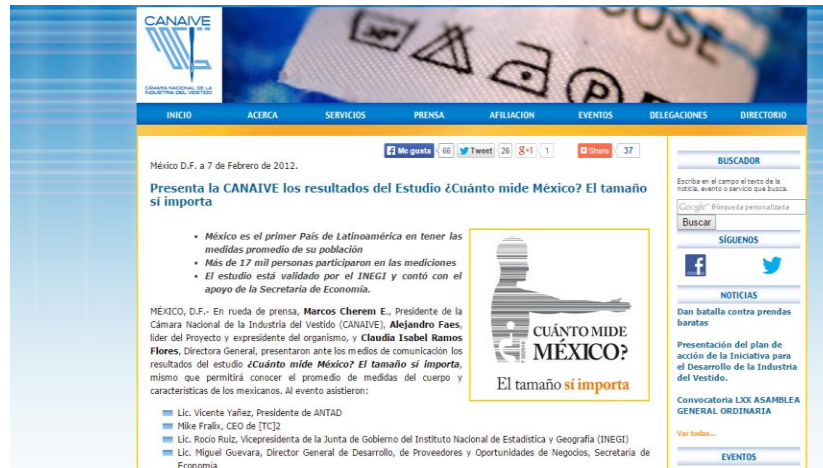 CANAIVE
CÁMARA NACIONAL DE LA
INDUSTRIA DEL VESTIDO
30°
P
INICIO ACERCA SERVICIOS PRENSA AFILIACION EVENTOS DELEGACIONES DIRECTORIO
Me gusta 66 Tweet 26 g+1 1 Share 37
México D.F. a 7 de Febrero de 2012.
Presenta la CANAIVE los resultados del Estudio ¿Cuánto mide México? El tamaño
sí importa
• México es el primer País de Latinoamérica en tener las
medidas promedio de su población
• Más de 17 mil personas participaron en las mediciones
• El estudio está validado por el INEGI y contó con el
apoyo de la Secretaria de Economía.
MÉXICO, D.F.- En rueda de prensa, Marcos Cherem E., Presidente de la
Cámara Nacional de la Industria del Vestido (CANAIVE), Alejandro Faes,
líder del Proyecto y expresidente del organismo, y Claudia Isabel Ramos
Flores, Directora General, presentaron ante los medios de comunicación los
resultados del estudio ¿Cuánto mide México? El tamaño sí importa,
mismo que permitirá conocer el promedio de medidas del cuerpo y
características de los mexicanos. Al evento asistieron:
CUÁNTO MIDE
MÉXICO?
El tamaño sí importa
Lic. Vicente Yañez, Presidente de ANTAD
Mike Fralix, CEO de [TC]2
Lic. Rocío Ruiz, Vicepresidenta de la Junta de Gobierno del Instituto Nacional de Estadística y Geografía (INEGI)
Lic. Miguel Guevara, Director General de Desarrollo, de Proveedores y Oportunidades de Negocios, Secretaría de
Economía
BUSCADOR
Escriba en el campo el texto de la
noticia, evento o servicio que busca.
Google™ Búsqueda personalizada
Buscar
SÍGUENOS
NOTICIAS
Dan batalla contra prendas
baratas
Presentación del plan de
acción de la Iniciativa para
el Desarrollo de la Industria
del Vestido.
Convocatoria LXX ASAMBLEA
GENERAL ORDINARIA
Ver todas...
EVENTOS